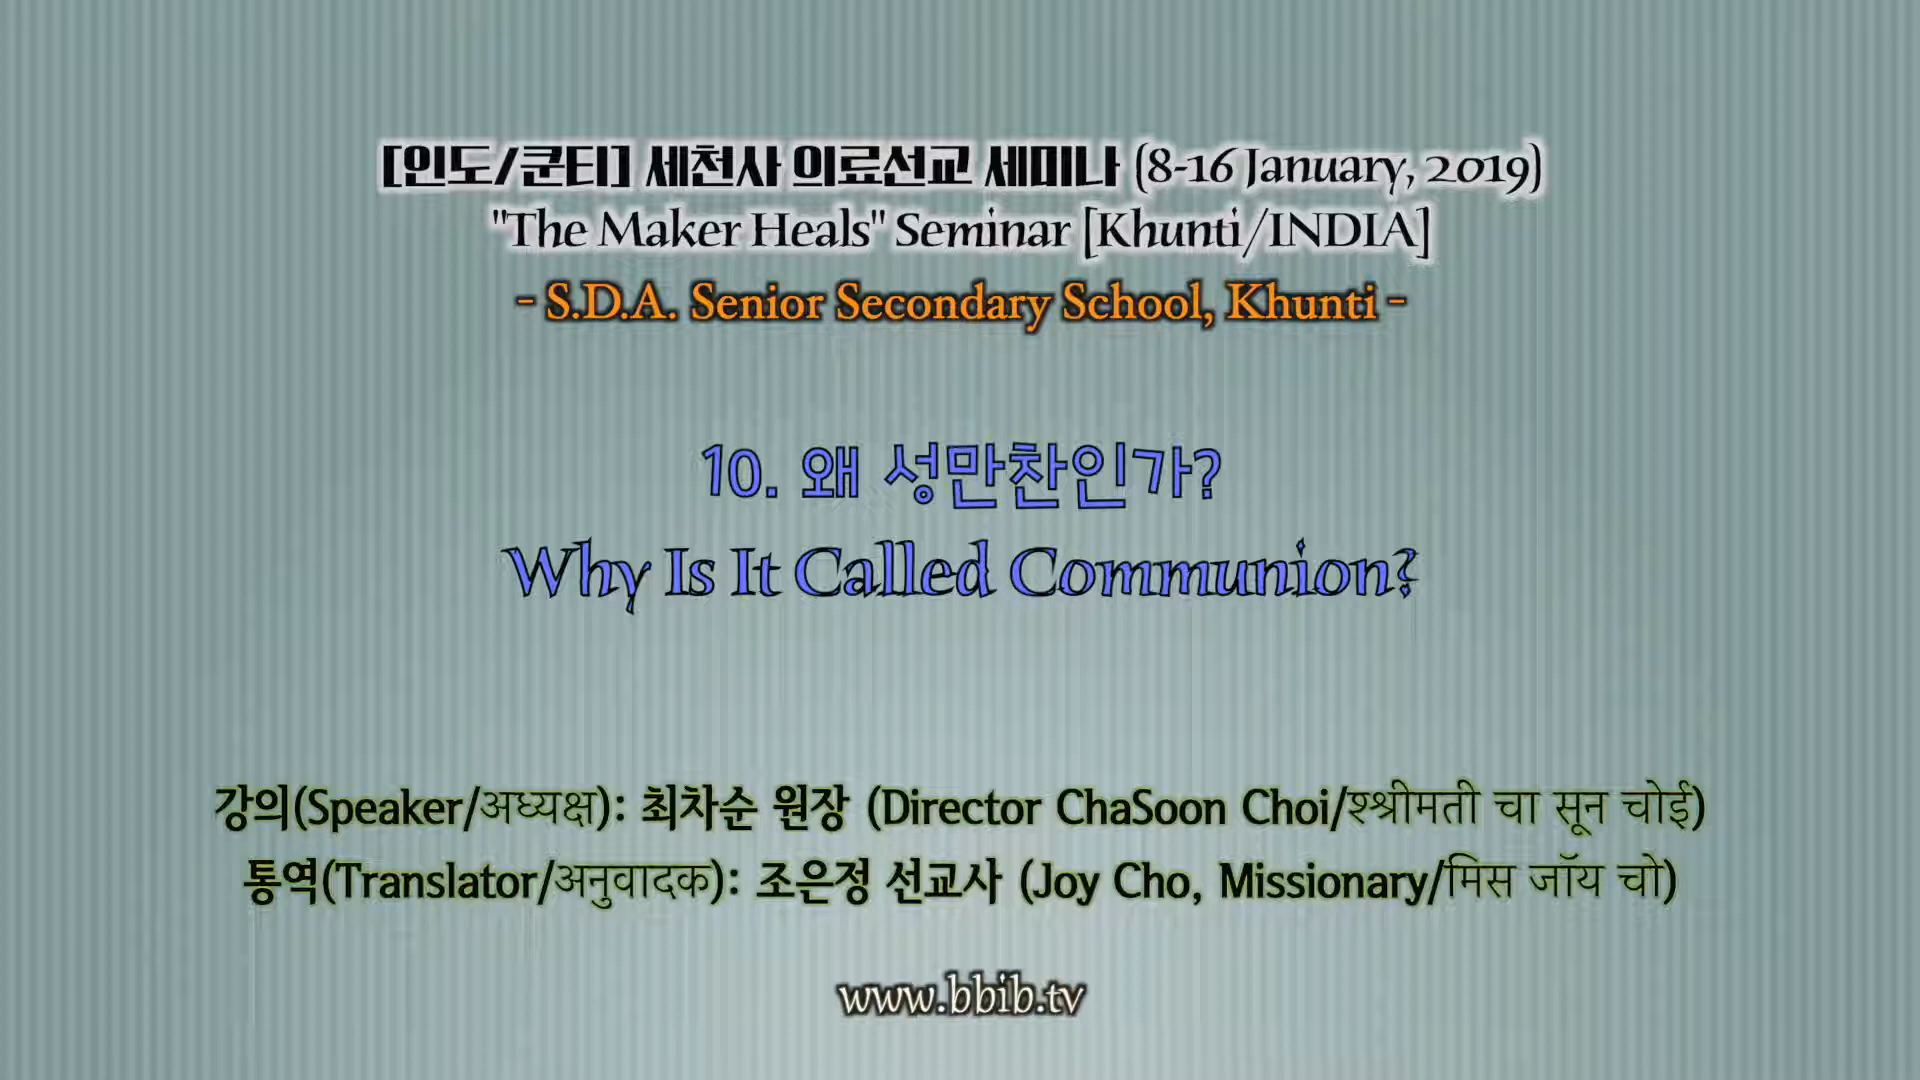 [인도/쿤티] 세천사 의료선교 세미나 (8-16 January, 2019)
"The Maker Heals" Seminar [Khunti/INDIA]
- S.D.A. Senior Secondary School, Khunti -
10. 왜 성만찬인가?
Why Is It Called Communion?
강의(Speaker/अध्यक्ष): 최차순 원장 (Director ChaSoon Choi/श्श्रीमती चा सून चोई)
통역(Translator/अनुवादक): 조은정 선교사 (Joy Cho, Missionary/मिस जॉय चो)
www.bbib.tv